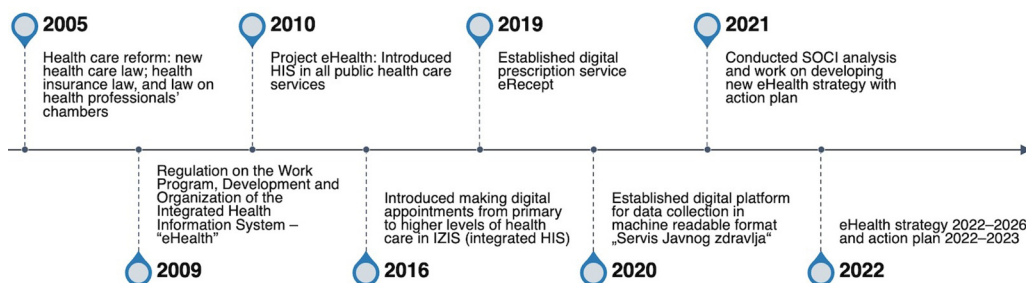 2005
Health care reform: new
health care law; health
insurance law, and law on
health professionals'
chambers
2010
Project eHealth: Introduced
HIS in all public health care
services
2019
Established digital
prescription service
eRecept
2021
Conducted SOCI analysis
and work on developing
new eHealth strategy with
action plan
Regulation on the Work
Program, Development and
Organization of the
Integrated Health
Information System –
“eHealth”
2009
Introduced making digital
appointments from primary
to higher levels of health
care in IZIS (integrated HIS)
2016
Established digital platform
for data collection in
machine readable format
„Servis Javnog zdravlja“
2020
eHealth strategy 2022–2026
and action plan 2022–2023
2022